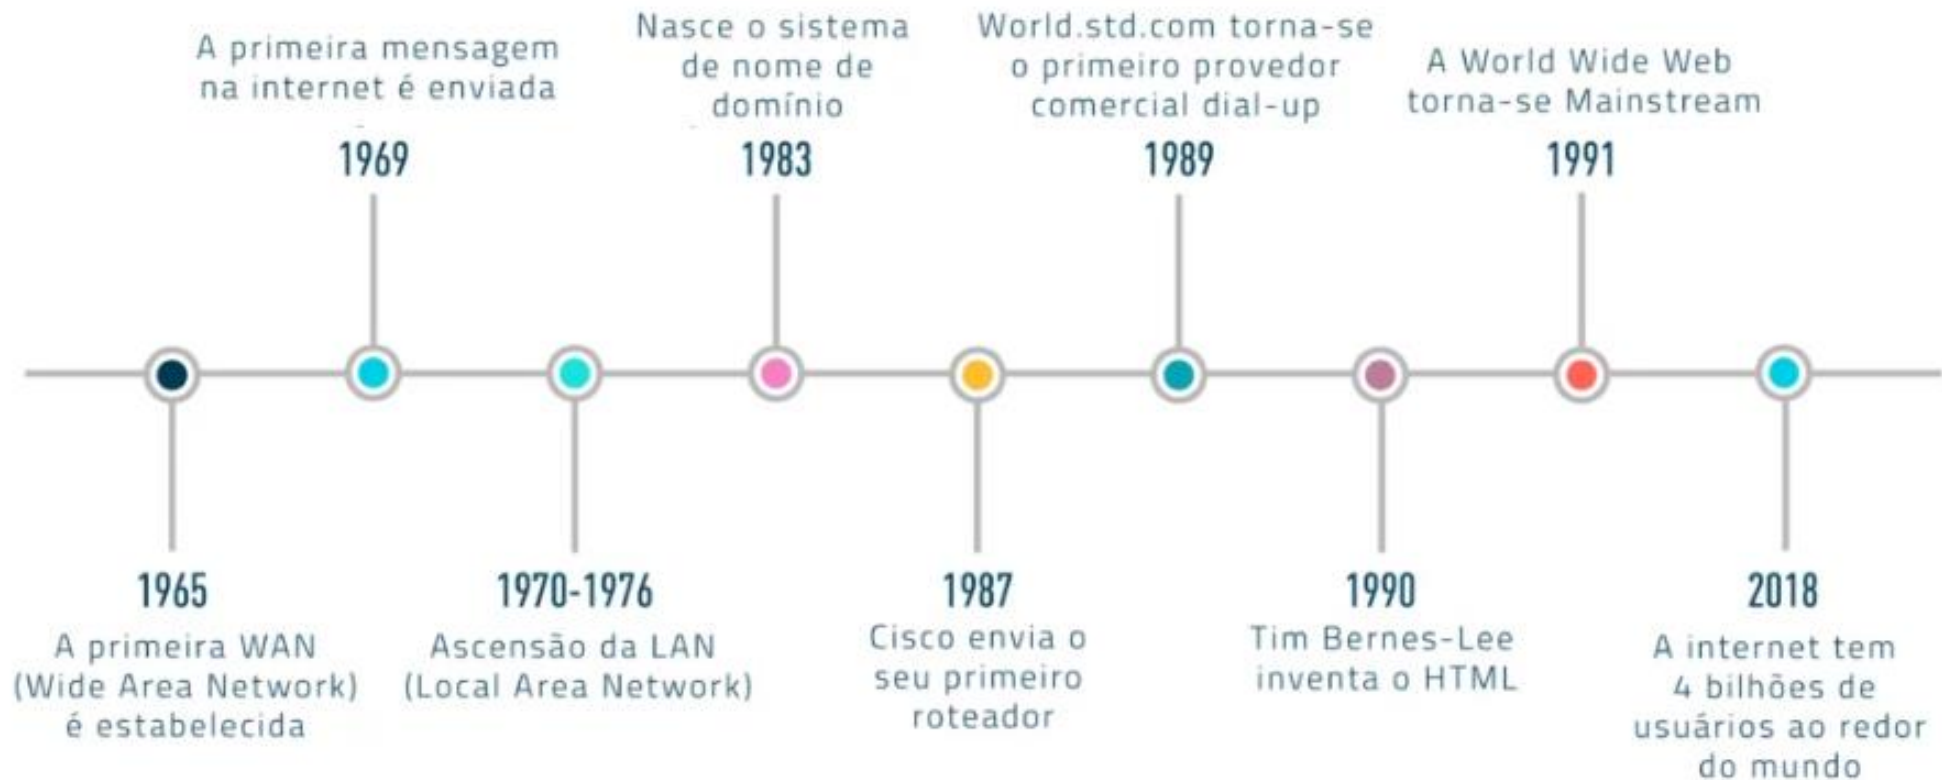 A primeira mensagem
na internet é enviada
1969
Nasce o sistema
de nome de
domínio
1983
World.std.com torna-se
o primeiro provedor
comercial dial-up
1989
A World Wide Web
torna-se Mainstream
1991
1965
A primeira WAN
(Wide Area Network)
é estabelecida
1970-1976
Ascensão da LAN
(Local Area Network)
1987
Cisco envia o
seu primeiro
roteador
1990
Tim Bernes-Lee
inventa o HTML
2018
A internet tem
4 bilhões de
usuários ao redor
do mundo